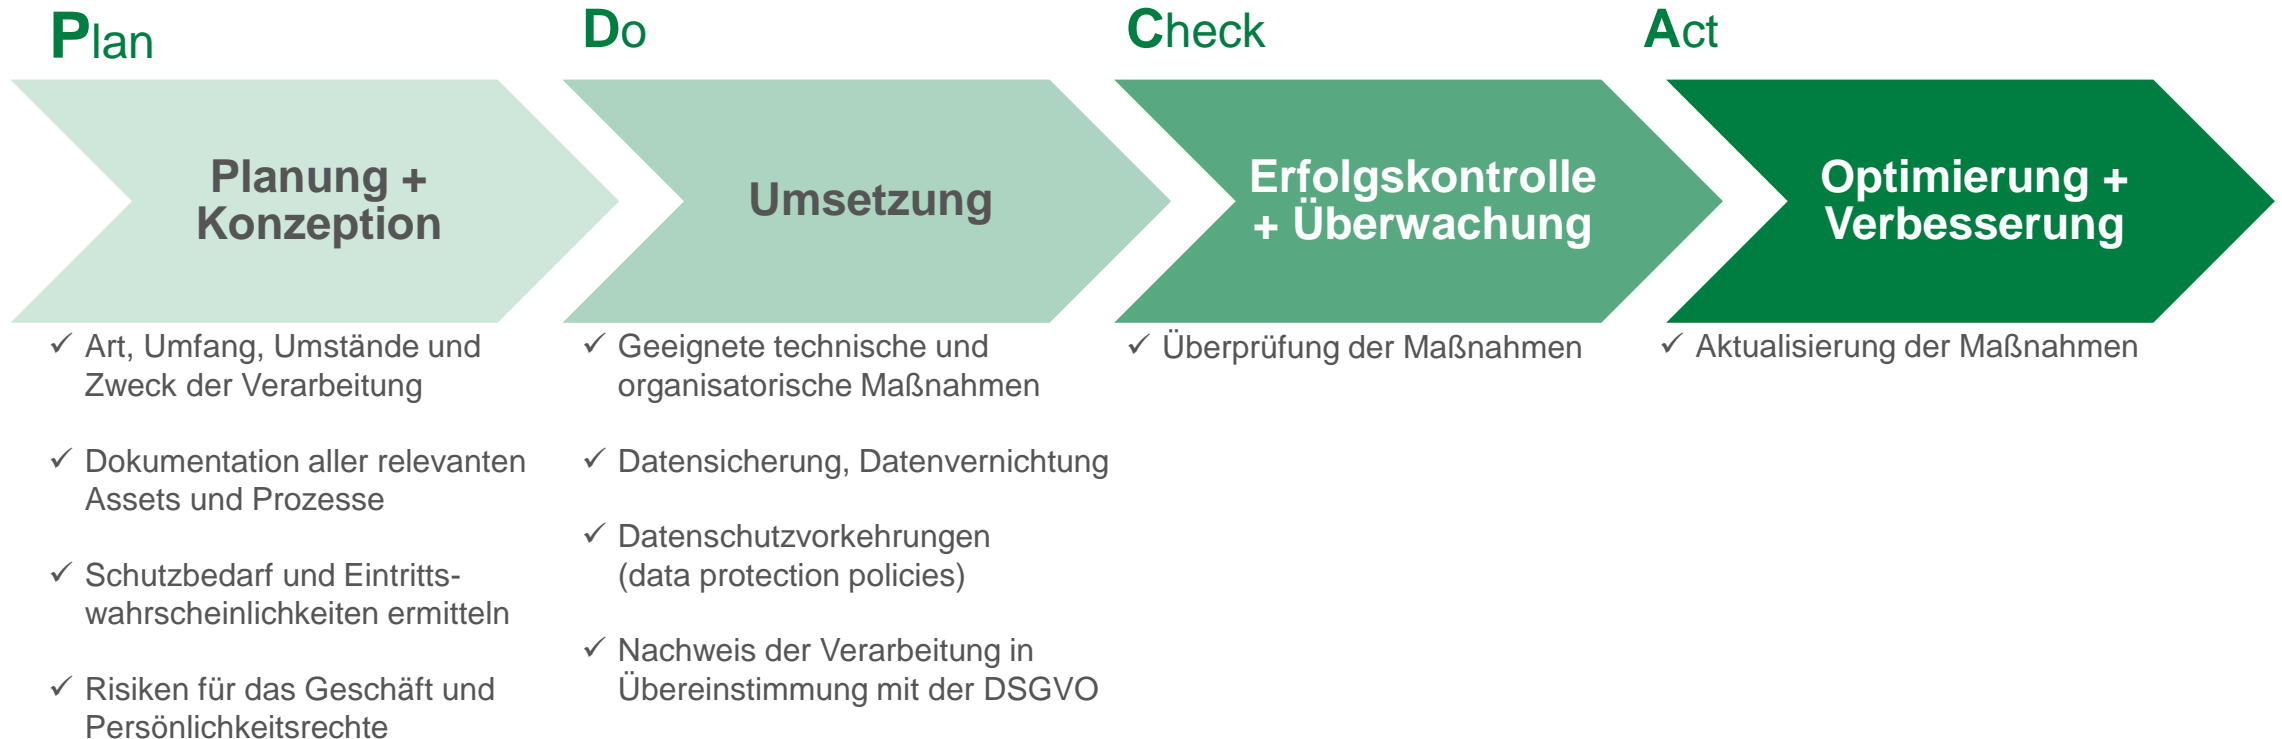 Plan
Planung +
Konzeption
✓ Art, Umfang, Umstände und
Zweck der Verarbeitung
✓ Dokumentation aller relevanten
Assets und Prozesse
✓ Schutzbedarf und Eintritts-
wahrscheinlichkeiten ermitteln
✓ Risiken für das Geschäft und
Persönlichkeitsrechte
Do
Umsetzung
✓ Geeignete technische und
organisatorische Maßnahmen
✓ Datensicherung, Datenvernichtung
✓ Datenschutzvorkehrungen
(data protection policies)
✓ Nachweis der Verarbeitung in
Übereinstimmung mit der DSGVO
Check
Erfolgskontrolle
+ Überwachung
✓ Überprüfung der Maßnahmen
Act
Optimierung +
Verbesserung
✓ Aktualisierung der Maßnahmen